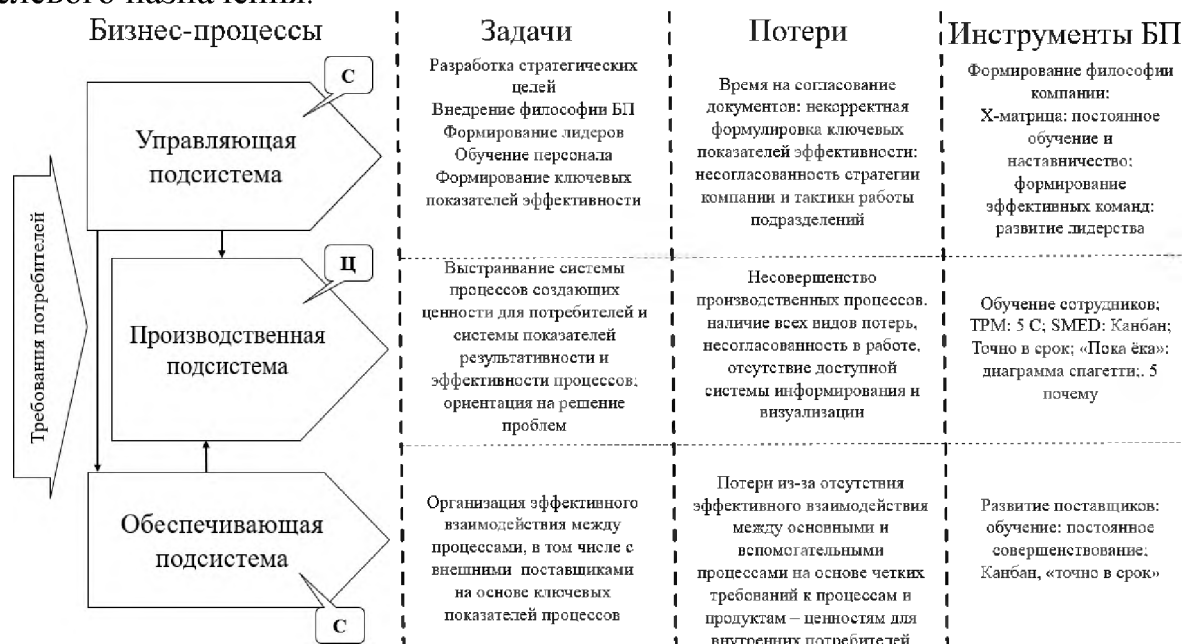 левого назначения.
Бизнес-процессы
Задачи
Потери
Инструменты БП
Требования потребителей
С
Управляющая
подсистема
Разработка стратегических
целей
Внедрение философии БП
Формирование лидеров
Обучение персонала
Формирование ключевых
показателей эффективности
Время на согласование
документов: некорректная
формулировка ключевых
показателей эффективности:
несогласованность стратегии
компании и тактики работы
подразделений
Формирование философии
компании:
Х-матрица: постоянное
обучение и
наставничество:
формирование
эффективных команд:
развитие лидерства
Ц
Производственная
подсистема
Выстраивание системы
процессов создающих
ценности для потребителей и
системы показателей
результативности и
эффективности процессов;
ориентация на решение
проблем
Несовершенство
производственных процессов.
наличие всех видов потерь,
несогласованность в работе,
отсутствие доступной
системы информирования и
визуализации
Обучение сотрудников;
TPM: 5 С; SMED: Канбан;
Точно в срок; «Пока ёка»:
диаграмма спагетти;. 5
почему
Обеспечивающая
подсистема
С
Организация эффективного
взаимодействия между
процессами, в том числе с
внешними поставщиками
на основе ключевых
показателей процессов
Потери из-за отсутствия
эффективного взаимодействия
между основными и
вспомогательными
процессами на основе четких
требований к процессам и
продуктам – ценностям для
внутренних потребителей
Развитие поставщиков:
обучение: постоянное
совершенствование;
Канбан, «точно в срок»